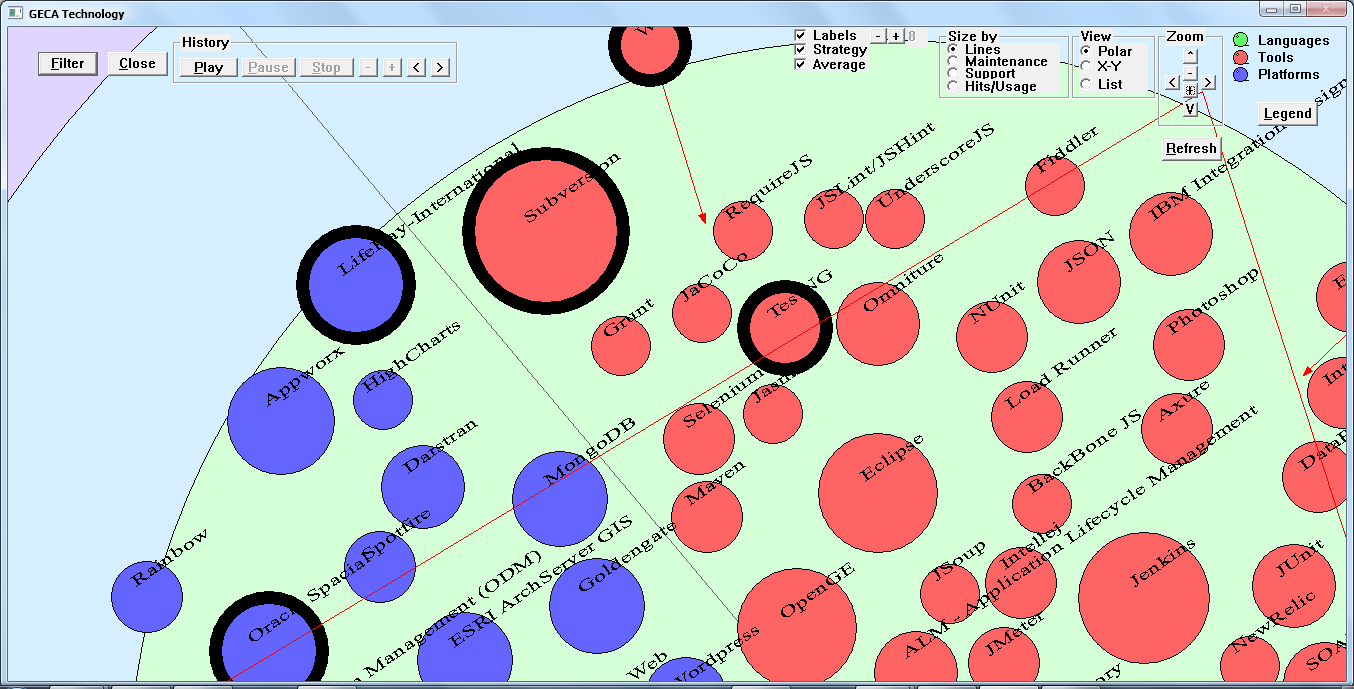 GECA Technology
Filter
Close
History
Play
Pause
Stop
-
+
<
>
Labels
-
+
.8
Strategy
Average
Size by
Lines
Maintenance
Support
Hits/Usage
View
Polar
X-Y
List
Zoom
^
-
<
>
V
Languages
Tools
Platforms
Legend
Refresh
LifeRay-International
Subversion
RequireJS
JSLint/JSHint
UnderscoreJS
Fiddler
IBM Integration
JSON
JaCoCo
Grunt
TestNG
Omniture
NUnit
Photoshop
Appworx
HighCharts
Selenium
Load Runner
Axure
Darstran
MongoDB
Maven
Eclipse
BackBone JS
Rainbow
Spotfire
Oracle Spacial
Management (ODM)
ESRI ArchServer GIS
Goldengate
OpenGE
JSoup
Intellej
ALM - Application Lifecycle Management
Jenkins
JUnit
JMeter
NewRelic
Web
Wordpress